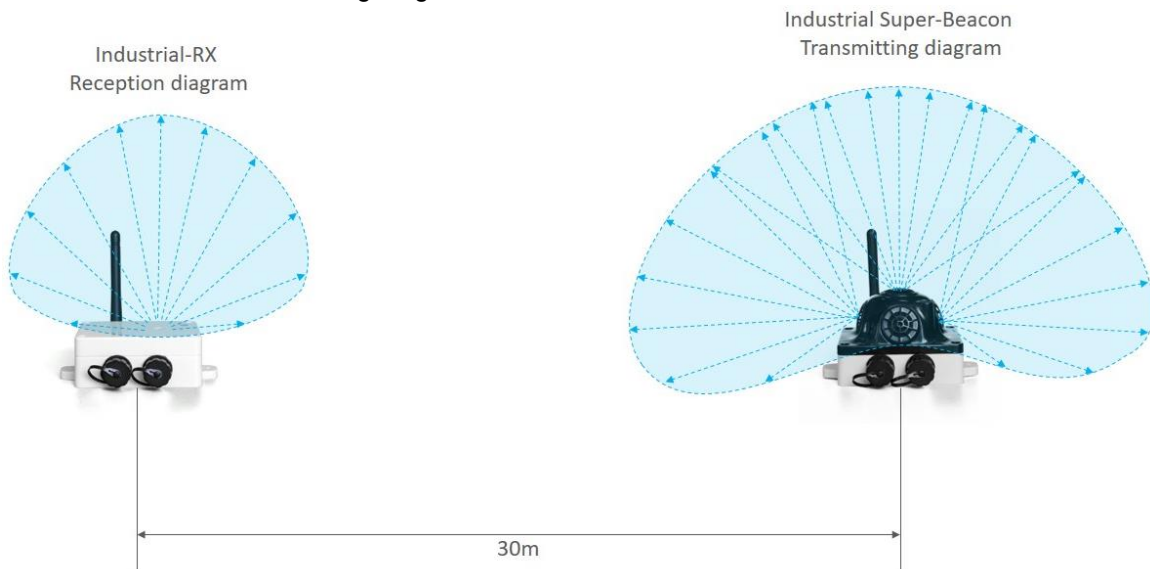 Industrial Super-Beacon
Transmitting diagram
Industrial-RX
Reception diagram
30m